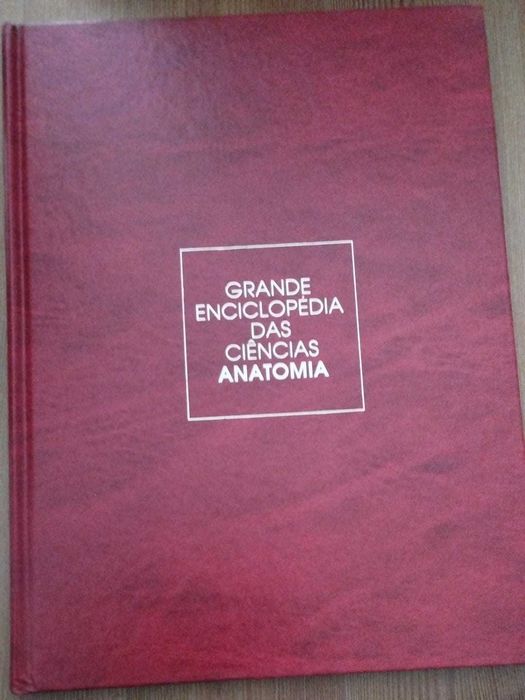 GRANDE
ENCICLOPÉDIA
DAS
CIÊNCIAS
ANATOMIA